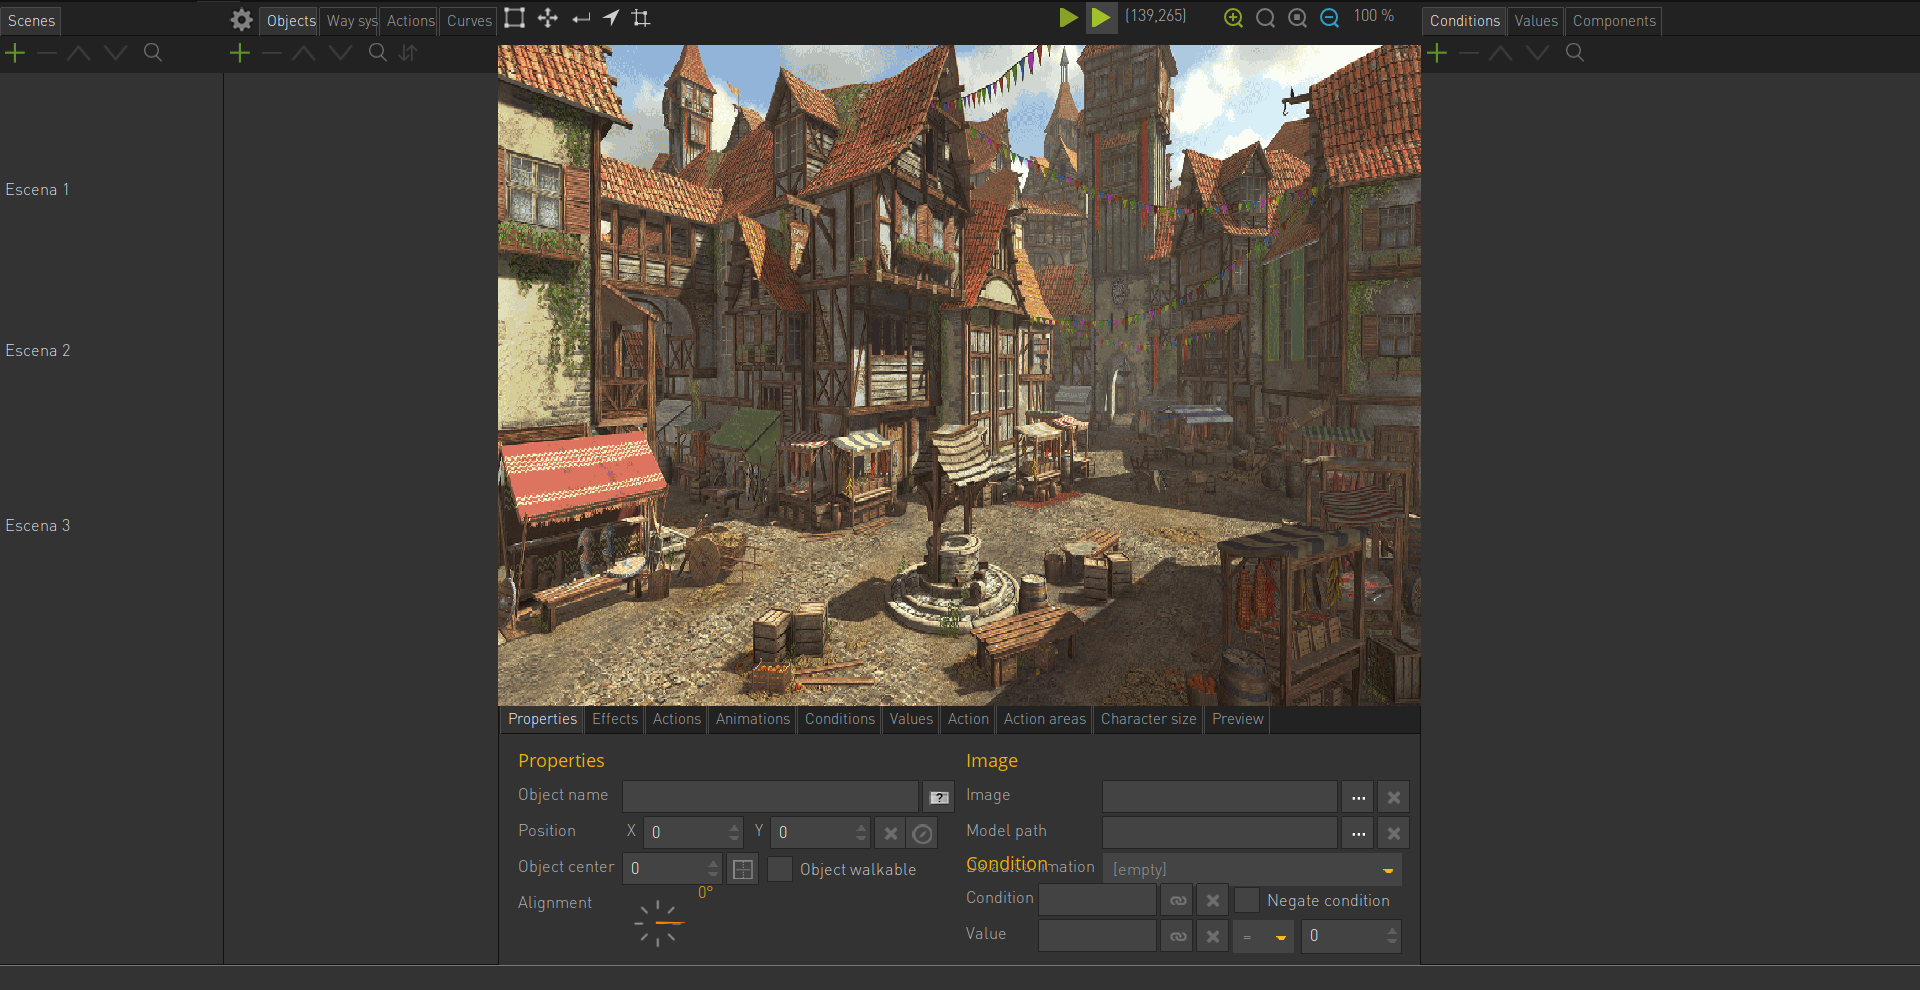 Scenes
Objects Way sys Actions Curves
(139,265) 100 %
Conditions Values Components
Escena 1
Escena 2
Escena 3
Properties Effects Actions Animations Conditions Values Action Action areas Character size Preview
Properties
Object name
?
Position X 0 Y 0
Object center 0 Object walkable
0°
Alignment
Image
Image ...
Model path ...
Condition
[empty]
Condition Negate condition
Value = 0